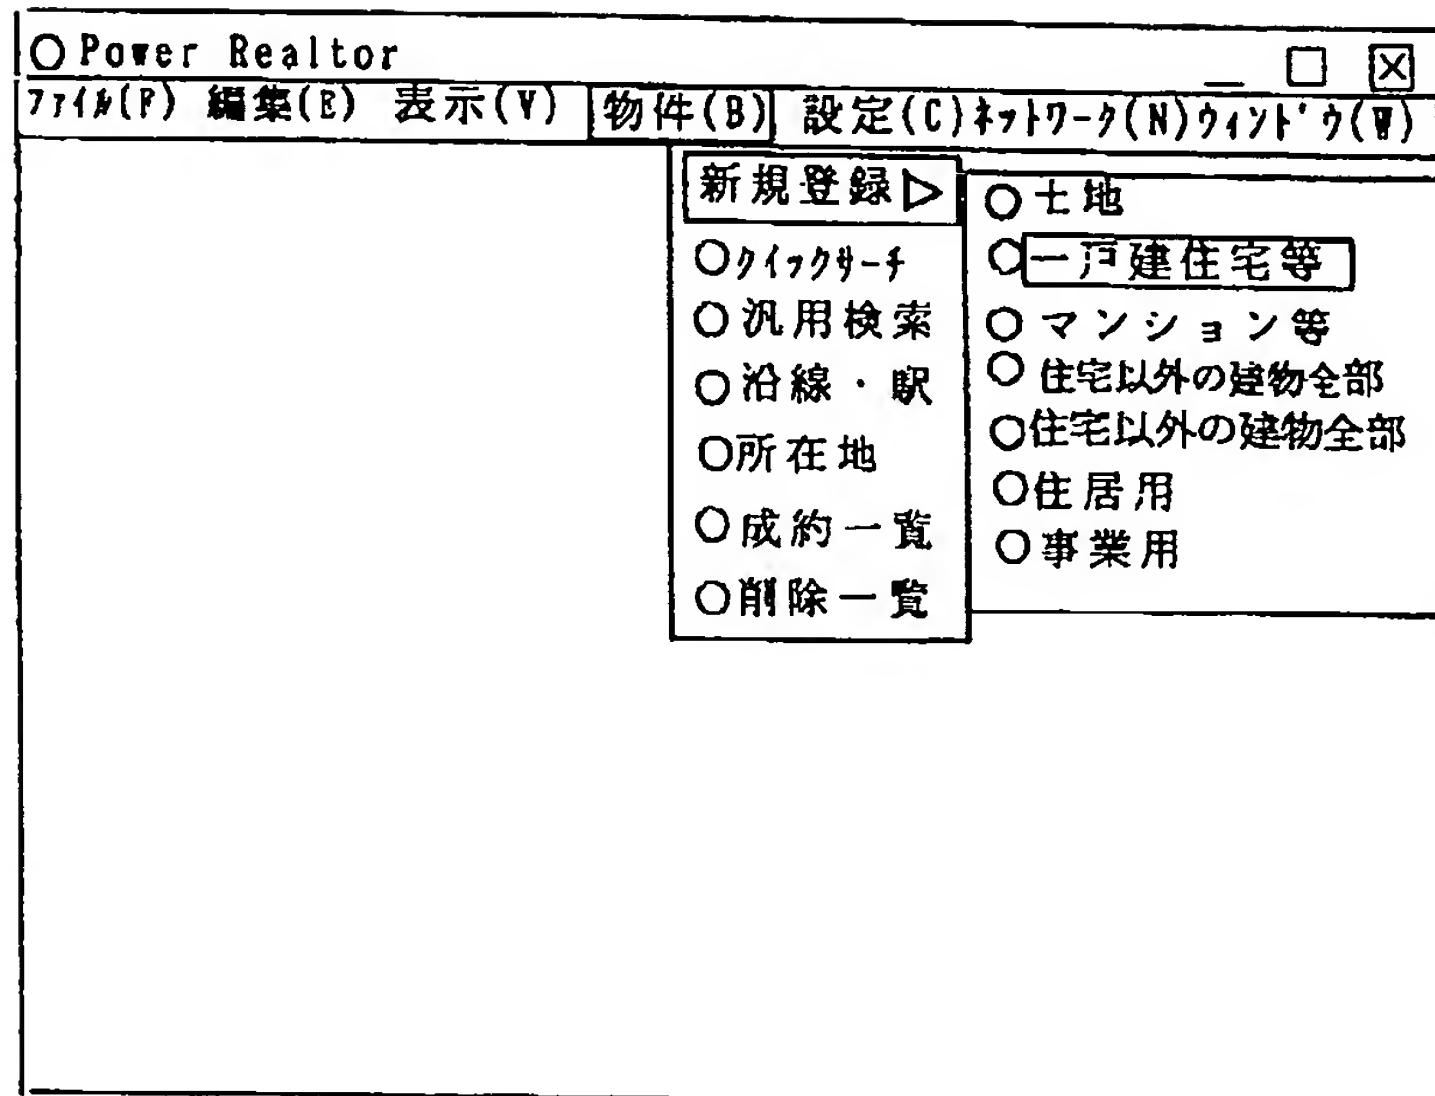 Power Realtor
ファイル(F) 編集(E) 表示(V) 物件(B) 設定(C) ネットワーク(N) ウィンドウ(W)
新規登録▷
クイックサーチ
汎用検索
沿線・駅
所在地
成約一覧
削除一覧
土地
一戸建住宅等
マンション等
住宅以外の建物全部
住宅以外の建物全部
住居用
事業用